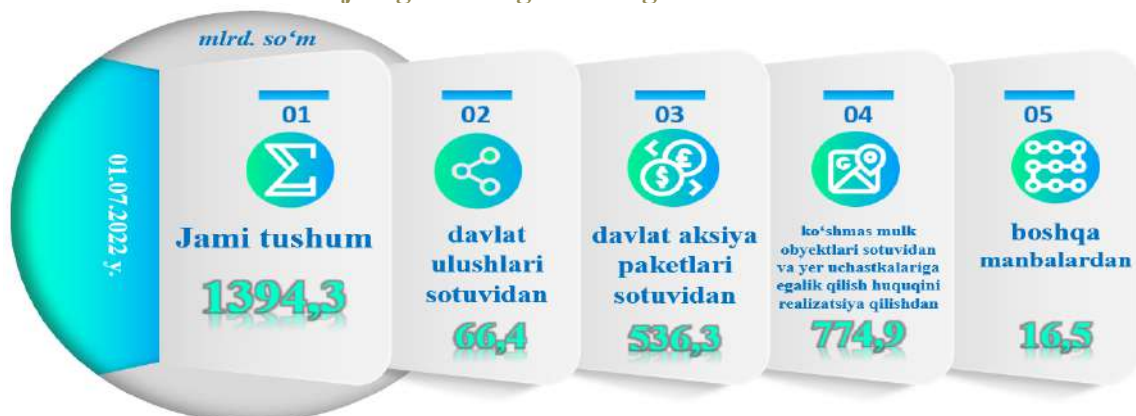 mlrd. so‘m
01.07.2022 y.
01
Jami tushum
1394,3
02
davlat
ulushlari
sotuvidan
66,4
03
davlat aksiya
paketlari
sotuvidan
536,3
04
ko‘shmas mulk
obyektlari sotuvidan
va yer uchastkalariga
egalik qilish huquqini
realizatsiya qilishdan
774,9
05
boshqa
manbalardan
16,5